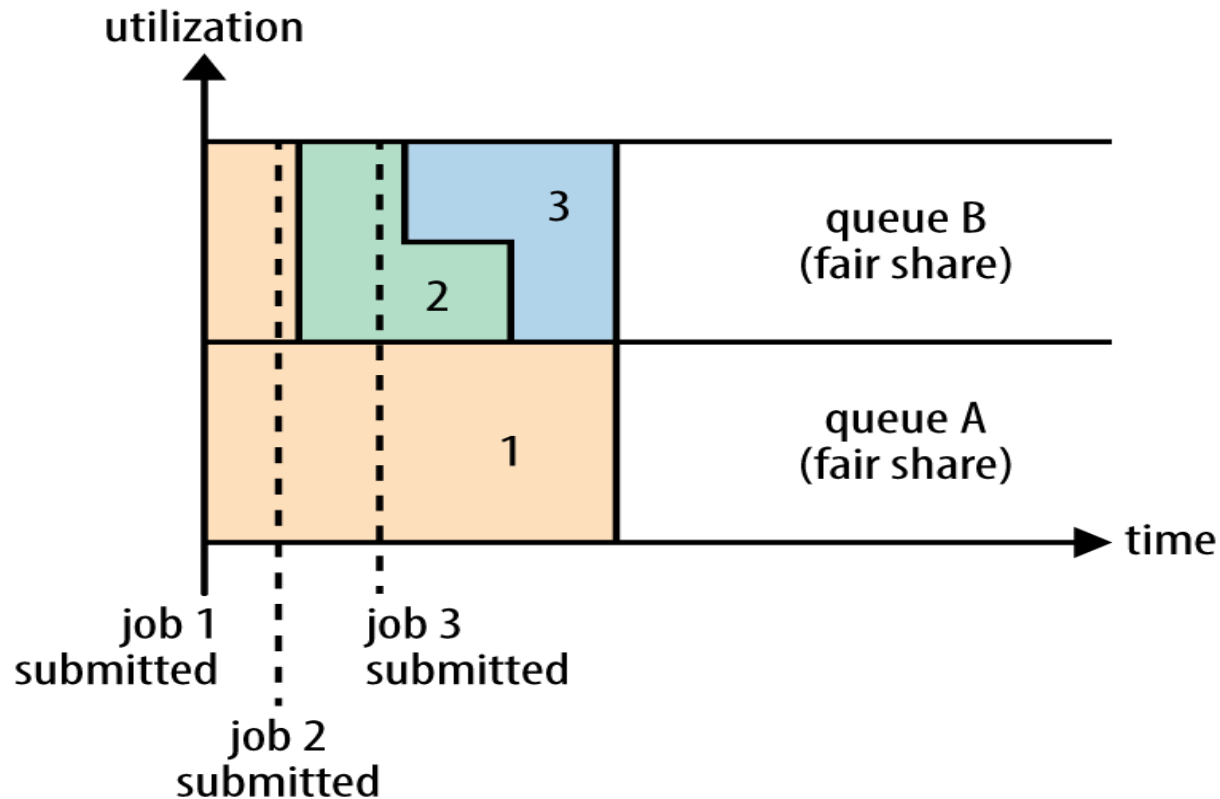 utilization
3
queue B
(fair share)
2
queue A
(fair share)
1
time
job 1
submitted
job 3
submitted
job 2
submitted